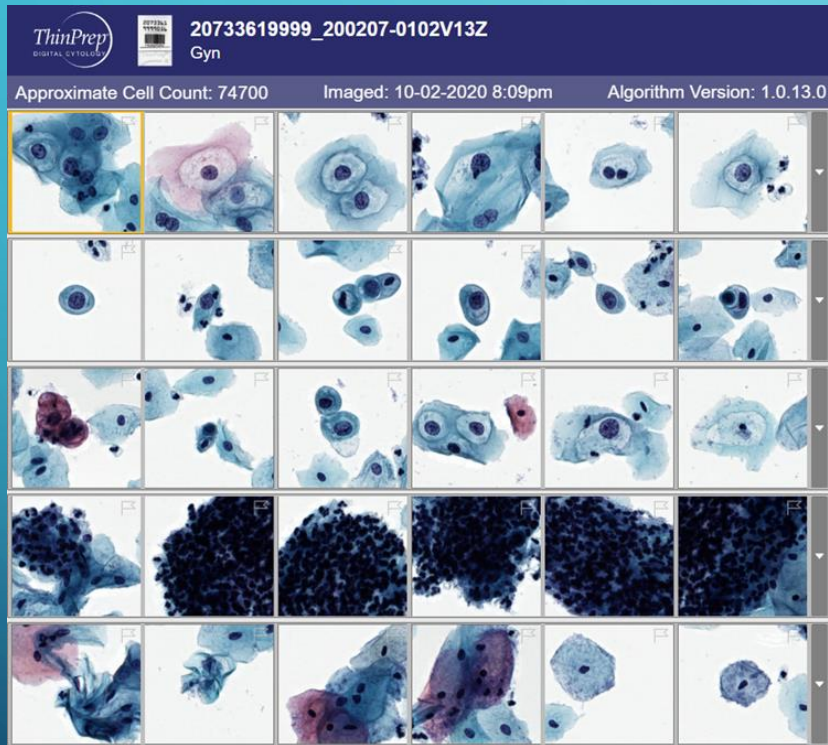 ThinPrep
DIGITAL CYTOLOGY
20733619999_200207-0102V13Z
Gyn
Approximate Cell Count: 74700
Imaged: 10-02-2020 8:09pm
Algorithm Version: 1.0.13.0